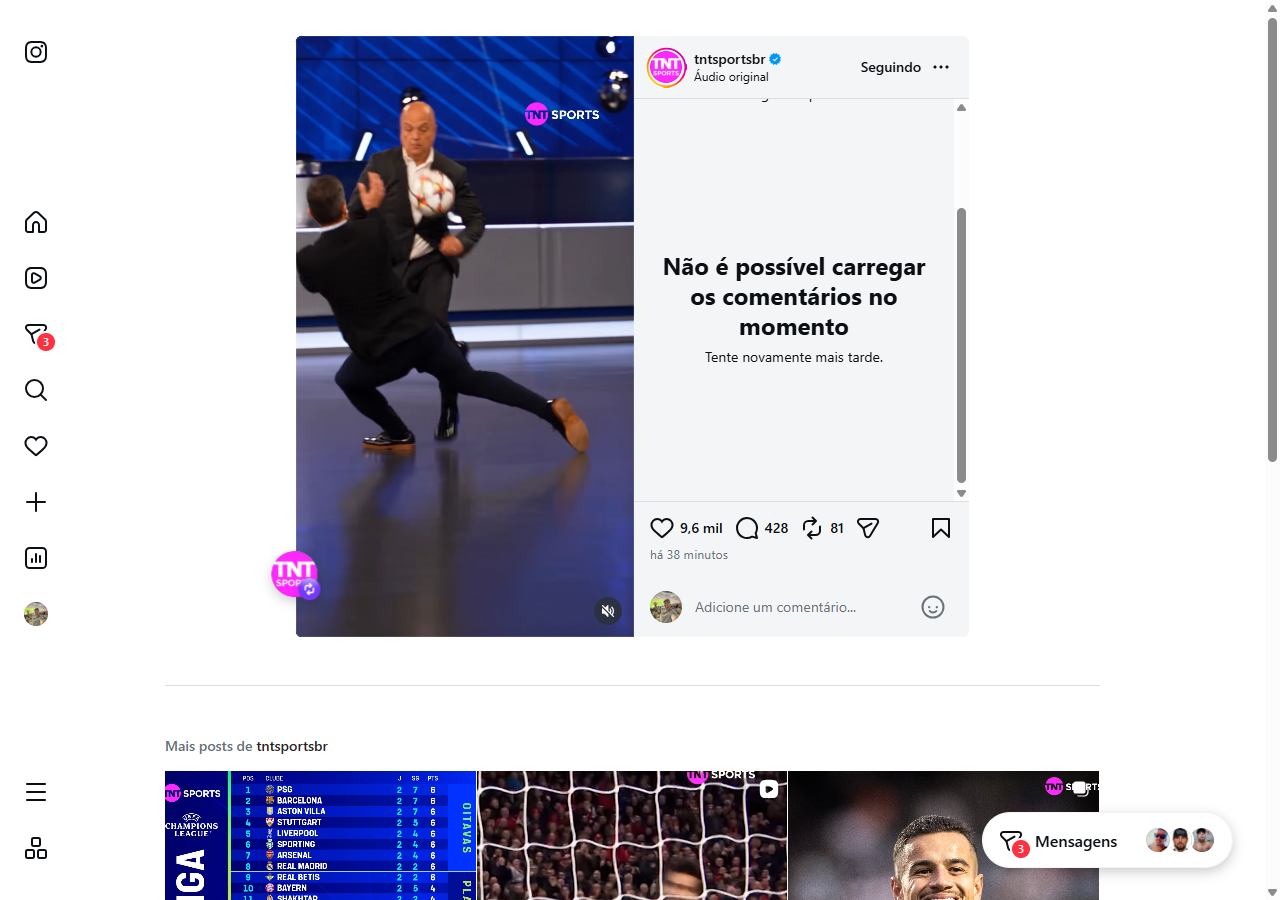 TNT SPORTS
tntsportsbr
Áudio original
Seguindo
Não é possível carregar
os comentários no
momento
Tente novamente mais tarde.
3
9,6 mil
428
81
há 38 minutos
TNT
SPORTS
Adicione um comentário...
Mais posts de tntsportsbr
TNT SPORTS
CHAMPIONS
LEAGUE
POS CLUBE J SG PTS
1 PSG 2 7 6
2 BARCELONA 2 7 6
3 ASTON VILLA 2 7 6
4 STUTTGART 2 5 6
5 LIVERPOOL 2 4 6
6 SPORTING 2 4 6
7 ARSENAL 2 4 6
8 REAL MADRID 2 2 6
9 REAL BETIS 2 2 6
10 BAYERN 2 5 4
OITAVAS
TNT SPORTS
TNT SPORTS
3
Mensagens